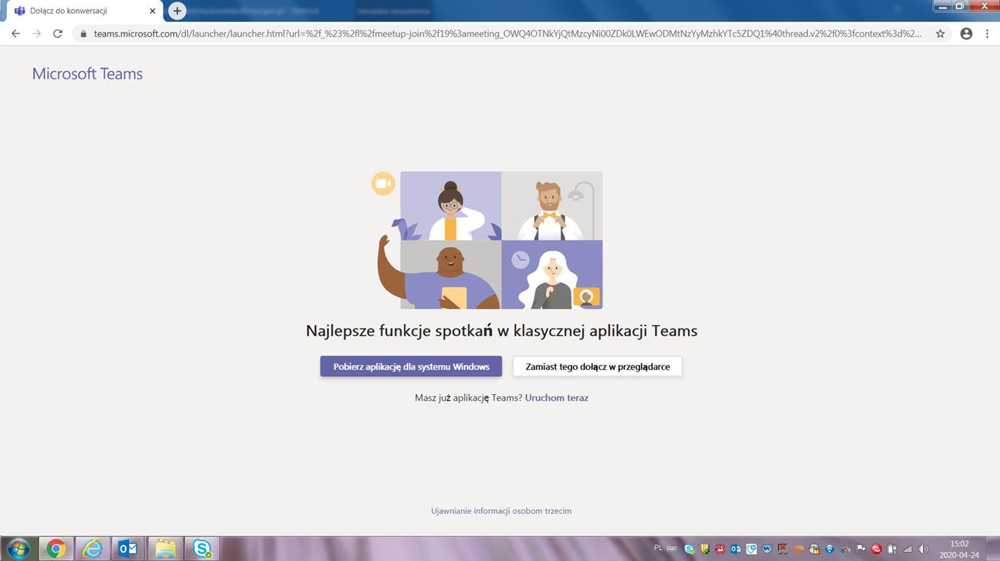 Dołącz do konwersacji
teams.microsoft.com/dl/launcher/launcher.html?url=%2f_%23%2fl%2fmeetup-join%2f19%3ameeting_OWQ4OTNkYjQtMzcyNi00ZDk0LWEwODMtNzYyMzhkYTc5ZDQ1%40thread.v2%2f0%3fcontext%3d%2...
Microsoft Teams
Najlepsze funkcje spotkań w klasycznej aplikacji Teams
Pobierz aplikację dla systemu Windows
Zamiast tego dołącz w przeglądarce
Masz już aplikację Teams? Uruchom teraz
Ujawnianie informacji osobom trzecim
PL
15:02
2020-04-24